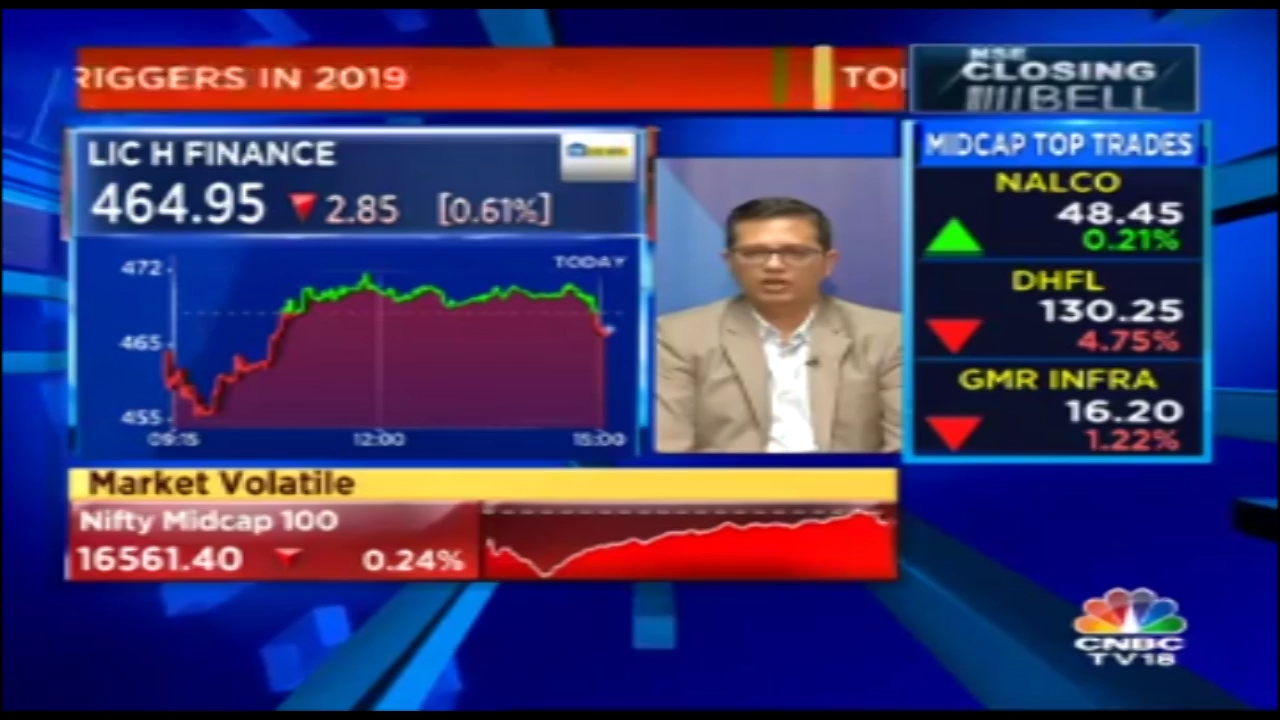 RIGGERS IN 2019
TO
NSE
CLOSING
BELL
LIC H FINANCE
464.95 ▼ 2.85 [0.61%]
TODAY
472
465
455
09:15 12:00 15:00
MIDCAP TOP TRADES
NALCO
48.45
0.21%
DHFL
130.25
4.75%
GMR INFRA
16.20
1.22%
Market Volatile
Nifty Midcap 100
16561.40 ▼ 0.24%
CNBC
TV18